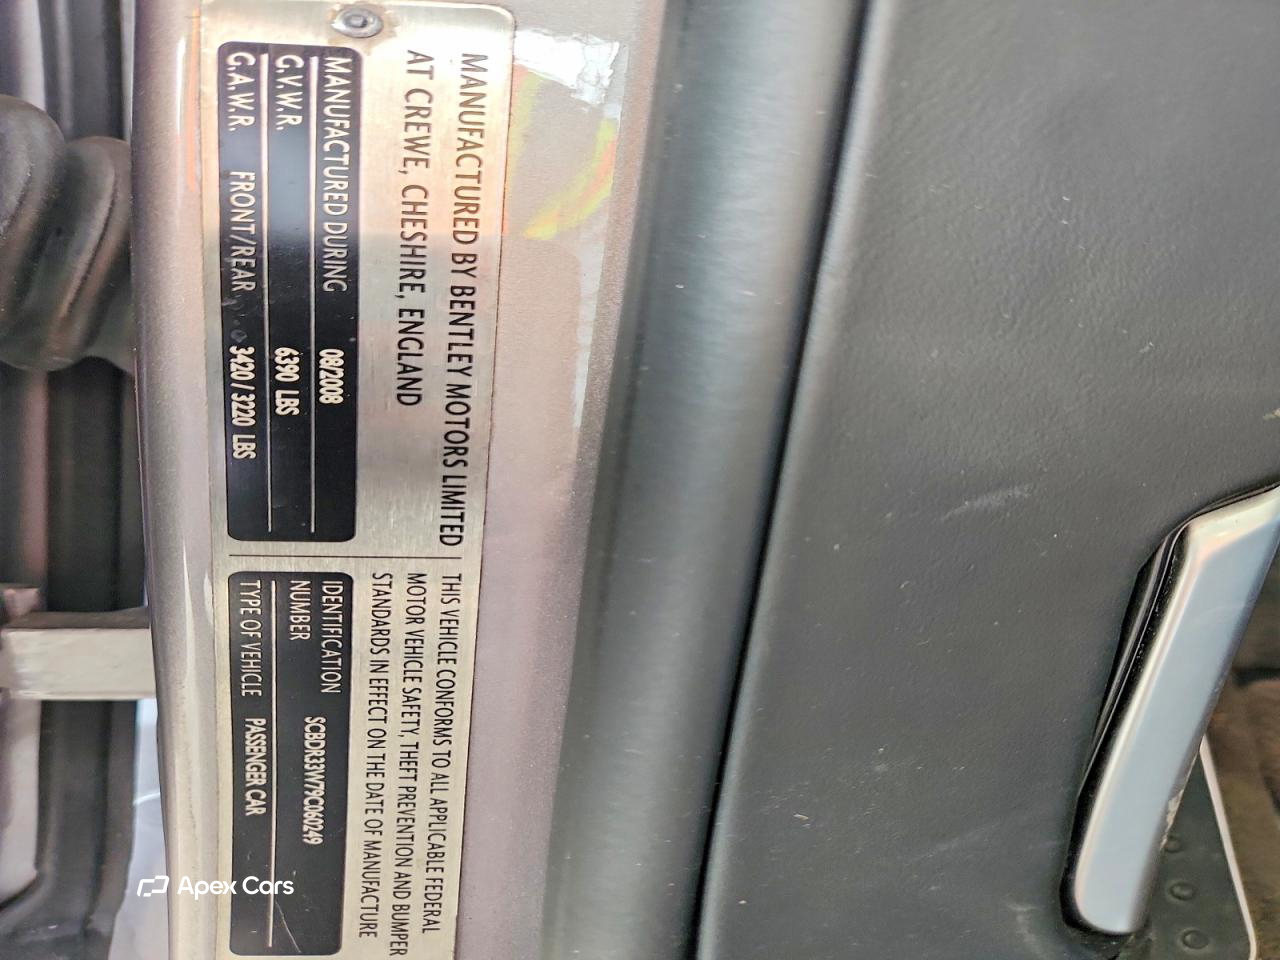 MANUFACTURED BY BENTLEY MOTORS LIMITED
AT CREWE, CHESHIRE, ENGLAND
MANUFACTURED DURING 08/2008
G.V.W.R. 6390 LBS
G.A.W.R. FRONT/REAR 3420 / 3220 LBS
THIS VEHICLE CONFORMS TO ALL APPLICABLE FEDERAL
MOTOR VEHICLE SAFETY, THEFT PREVENTION AND BUMPER
STANDARDS IN EFFECT ON THE DATE OF MANUFACTURE
IDENTIFICATION
NUMBER SCBDR33W79C060249
TYPE OF VEHICLE PASSENGER CAR
Apex Cars